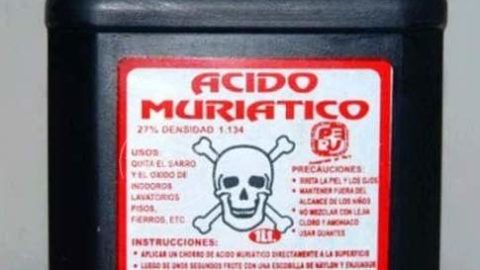 ACIDO
MURIATICO
27% DENSIDAD 1.134
PERU
USOS:
QUITA EL SARRO
Y EL OXIDO DE
INODOROS
LAVATORIOS
PISOS,
FIERROS, ETC
PRECAUCIONES:
IRRITA LA PIEL Y LOS OJOS
MANTENER FUERA DEL
ALCANCE DE LOS NIÑOS
NO MEZCLAR CON LEJIA
CLORO y AMONIACO
USAR GUANTES
INSTRUCCIONES:
APLICAR UN CHORRO DE ACIDO MURIATICO DIRECTAMENTE A LA SUPERFICIE
LUEGO DE UNOS SEGUNDOS FROTE CON UNA ESCOBILLA DE NAYLON Y ENJUAGAR